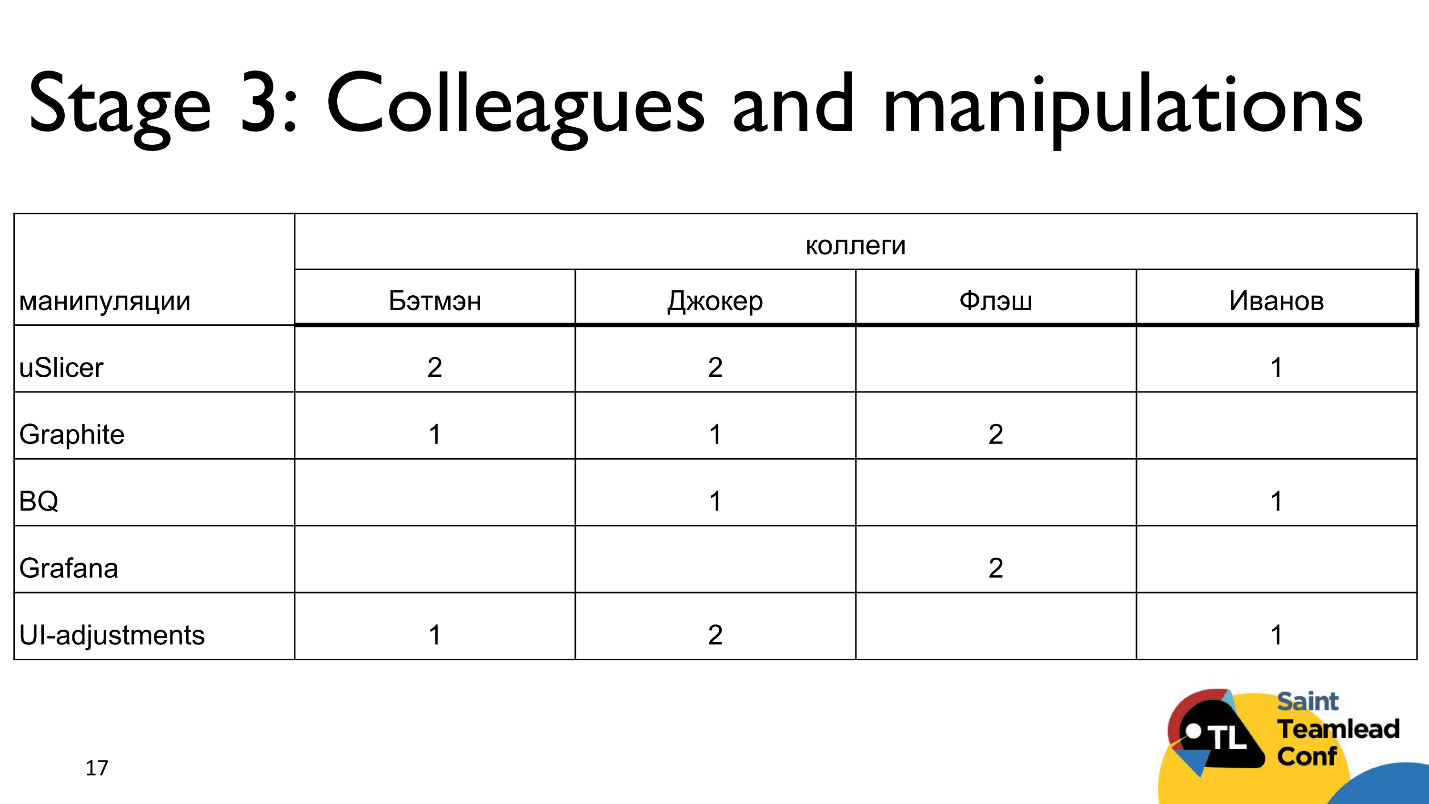 Stage 3: Colleagues and manipulations
коллеги
манипуляции Бэтмэн Джокер Флэш Иванов
uSlicer 2 2 1
Graphite 1 1 2
BQ 1 1
Grafana 2
UI-adjustments 1 2 1
TL
Saint
Teamlead
Conf
17